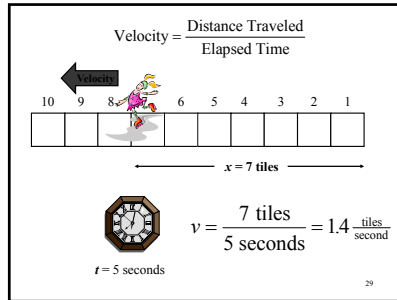 Velocity = Distance Traveled / Elapsed Time
Velocity
10 9 8 6 5 4 3 2 1
x = 7 tiles
v = 7 tiles / 5 seconds = 1.4 tiles/second
t = 5 seconds
29